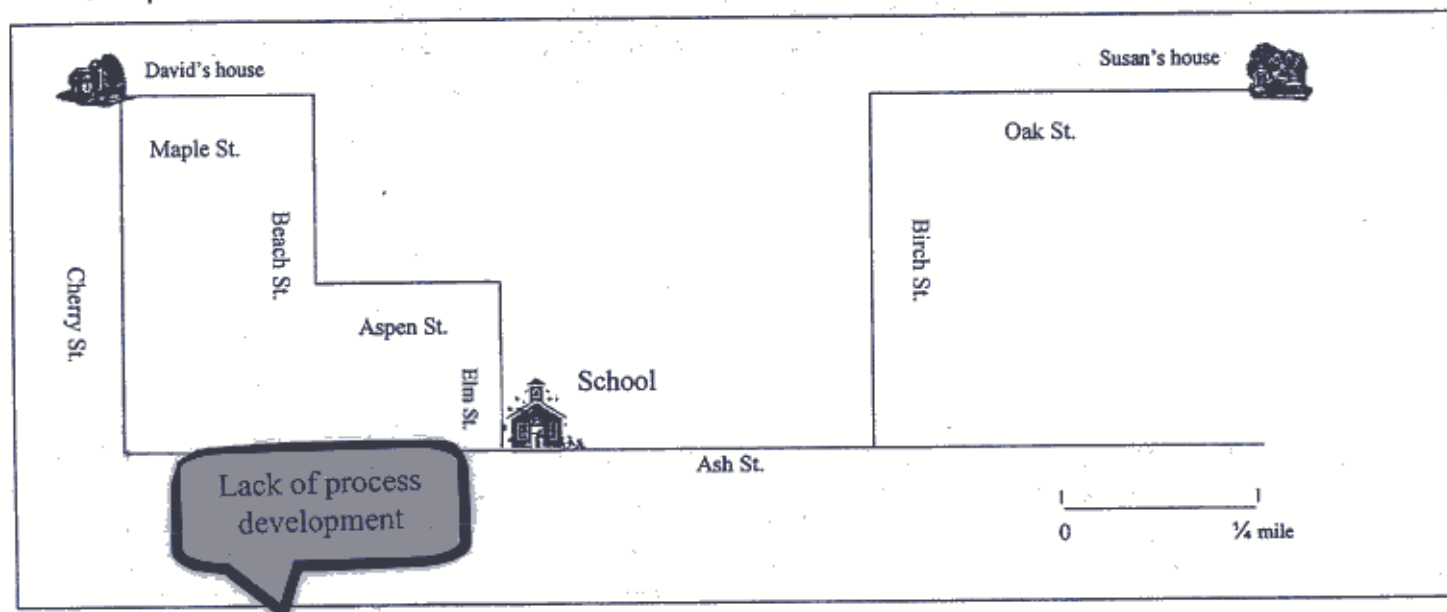 David's house
Susan's house
Maple St.
Oak St.
Beach St.
Birch St.
Cherry St.
Aspen St.
Elm St.
School
Ash St.
Lack of process
development
0
¼ mile